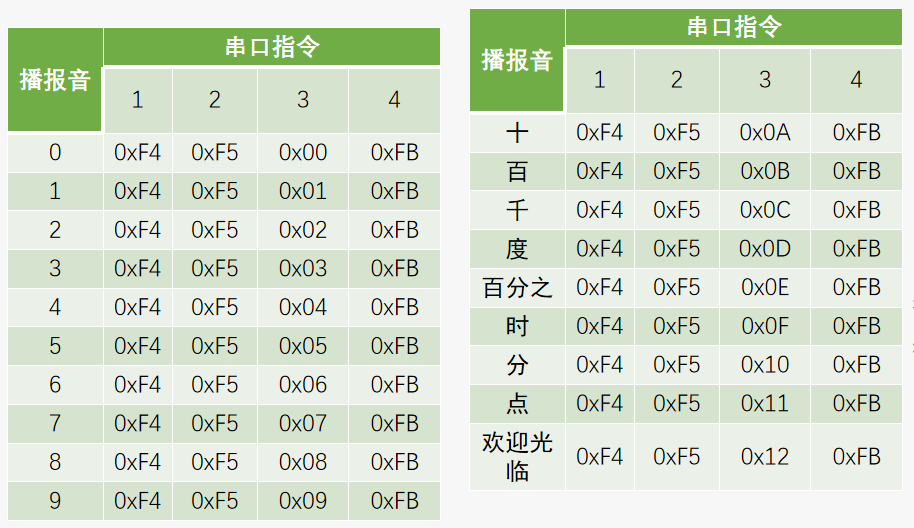 播报音 串口指令
1 2 3 4
0 0xF4 0xF5 0x00 0xFB
1 0xF4 0xF5 0x01 0xFB
2 0xF4 0xF5 0x02 0xFB
3 0xF4 0xF5 0x03 0xFB
4 0xF4 0xF5 0x04 0xFB
5 0xF4 0xF5 0x05 0xFB
6 0xF4 0xF5 0x06 0xFB
7 0xF4 0xF5 0x07 0xFB
8 0xF4 0xF5 0x08 0xFB
9 0xF4 0xF5 0x09 0xFB
播报音 串口指令
1 2 3 4
十 0xF4 0xF5 0x0A 0xFB
百 0xF4 0xF5 0x0B 0xFB
千 0xF4 0xF5 0x0C 0xFB
度 0xF4 0xF5 0x0D 0xFB
百分之 0xF4 0xF5 0x0E 0xFB
时 0xF4 0xF5 0x0F 0xFB
分 0xF4 0xF5 0x10 0xFB
点 0xF4 0xF5 0x11 0xFB
欢迎光
临 0xF4 0xF5 0x12 0xFB